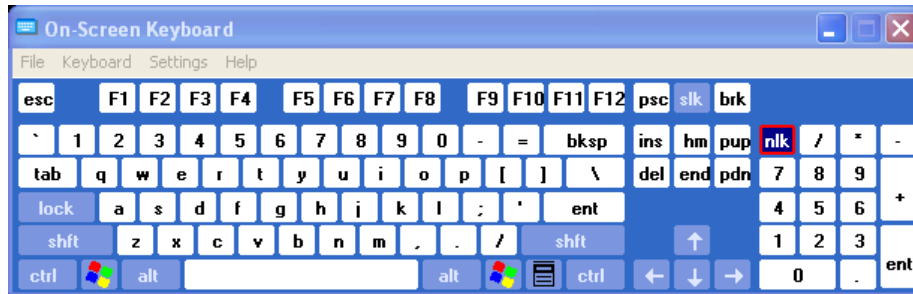 On-Screen Keyboard
File Keyboard Settings Help
esc F1 F2 F3 F4 F5 F6 F7 F8 F9 F10 F11 F12 psc slk brk
` 1 2 3 4 5 6 7 8 9 0 - = bksp ins hm pup nlk / * -
tab q w e r t y u i o p [ ] \ del end pdn 7 8 9 +
lock a s d f g h j k l ; ' ent 4 5 6
shft z x c v b n m , . / shft ↑ 1 2 3 ent
ctrl alt alt ctrl ← ↓ → 0 .